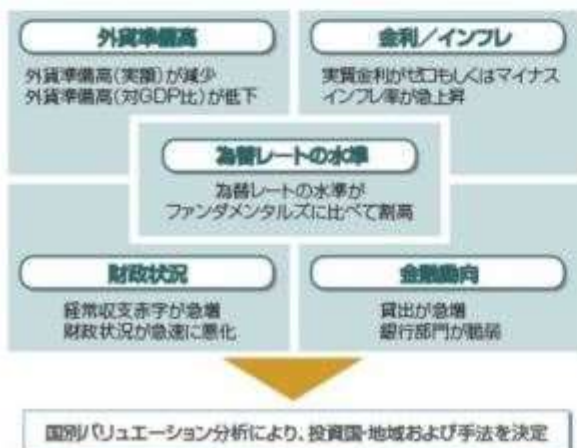 外貨準備高
外貨準備高(実額)が減少
外貨準備高(対GDP比)が低下
金利/インフレ
実質金利がゼロもしくはマイナス
インフレ率が急上昇
為替レートの水準
為替レートの水準が
ファンダメンタルズに比べて割高
財政状況
経常収支赤字が急増
財政状況が急速に悪化
金融動向
貸出が急増
銀行部門が脆弱
国別バリュエーション分析により、投資国・地域および手法を決定